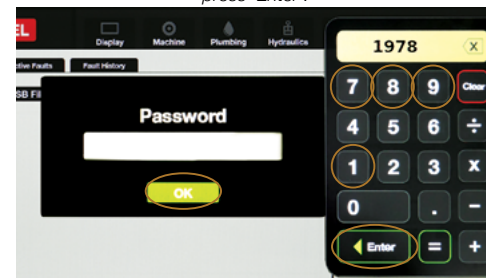 press "Enter".
EL
Display Machine Plumbing Hydraulics
1978 X
ctive Faults Fault History
SB Fil
7 8 9 Clear
Password
4 5 6 ÷
1 2 3 X
OK
0 . -
Enter = +